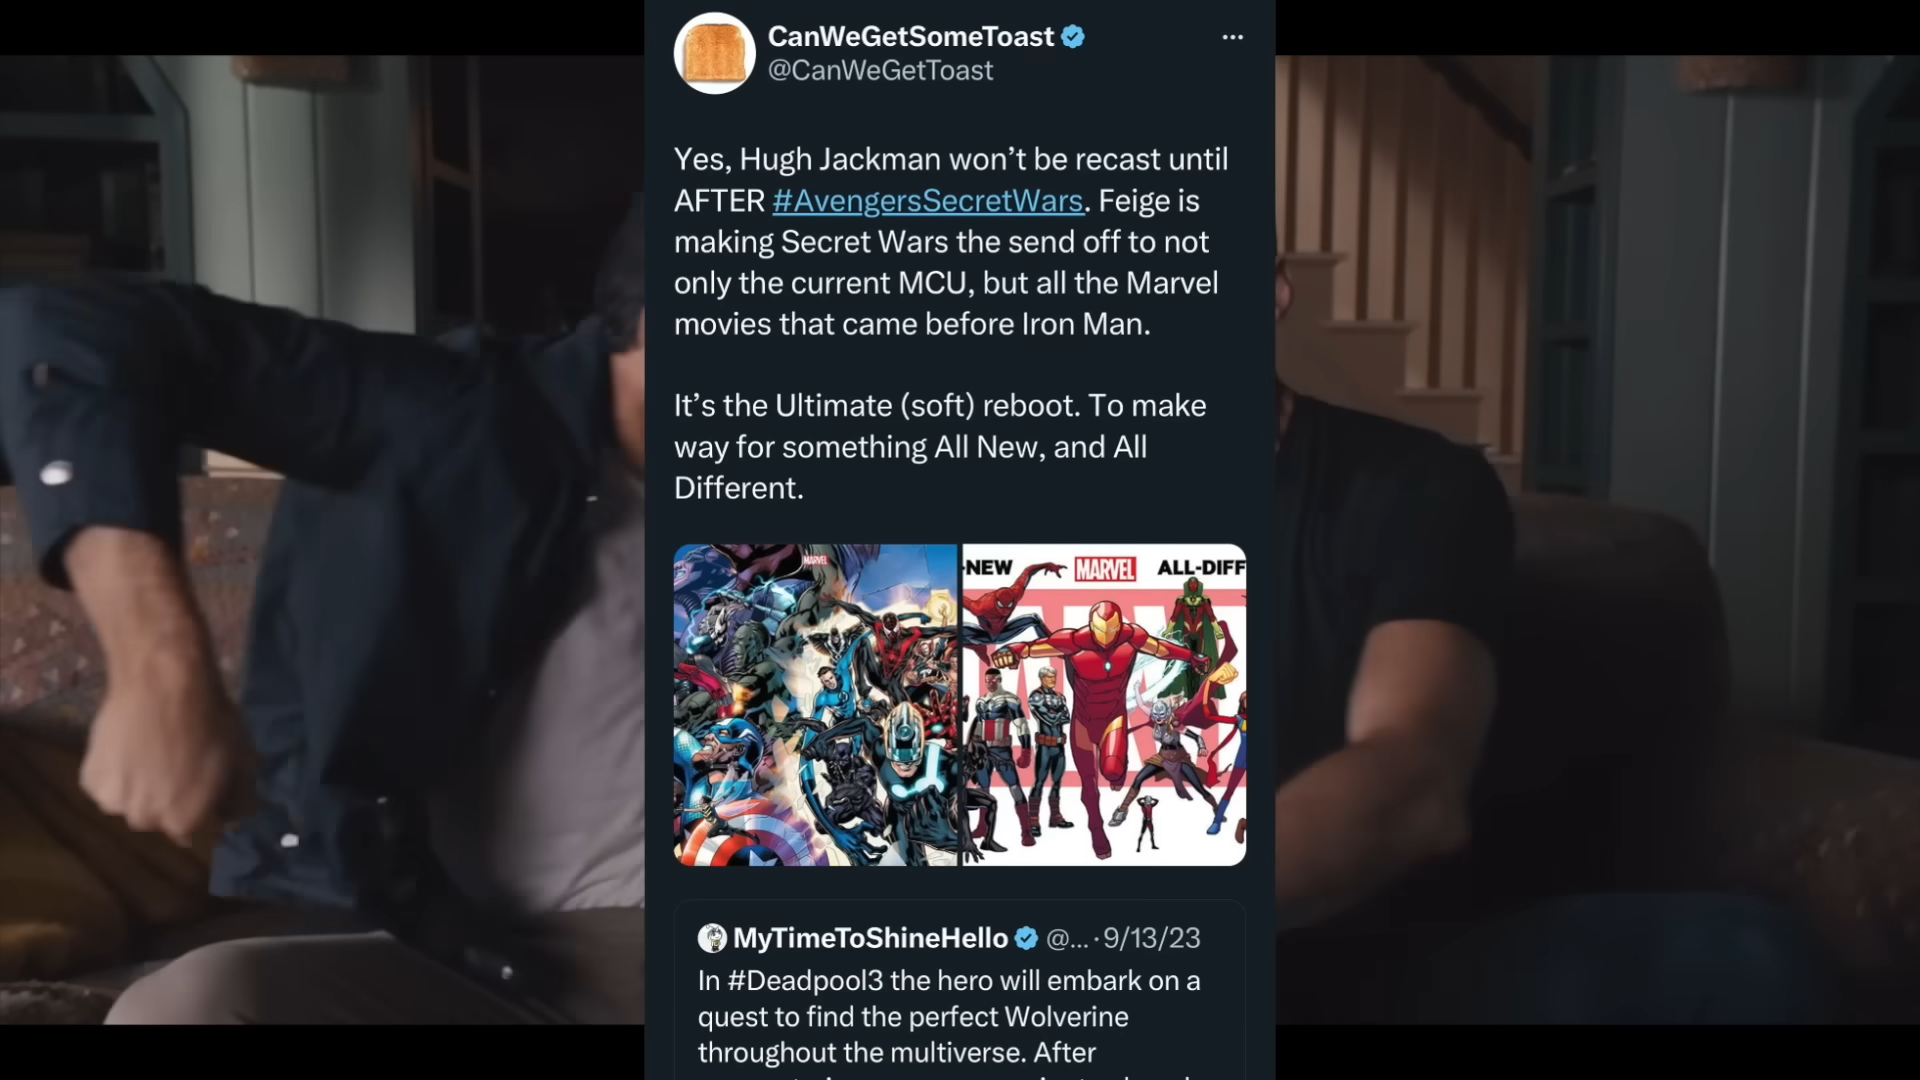 CanWeGetSomeToast
@CanWeGetToast
Yes, Hugh Jackman won’t be recast until
AFTER #AvengersSecretWars. Feige is
making Secret Wars the send off to not
only the current MCU, but all the Marvel
movies that came before Iron Man.
It’s the Ultimate (soft) reboot. To make
way for something All New, and All
Different.
MARVEL
-NEW MARVEL ALL-DIFF
MyTimeToShineHello @... · 9/13/23
In #Deadpool3 the hero will embark on a
quest to find the perfect Wolverine
throughout the multiverse. After